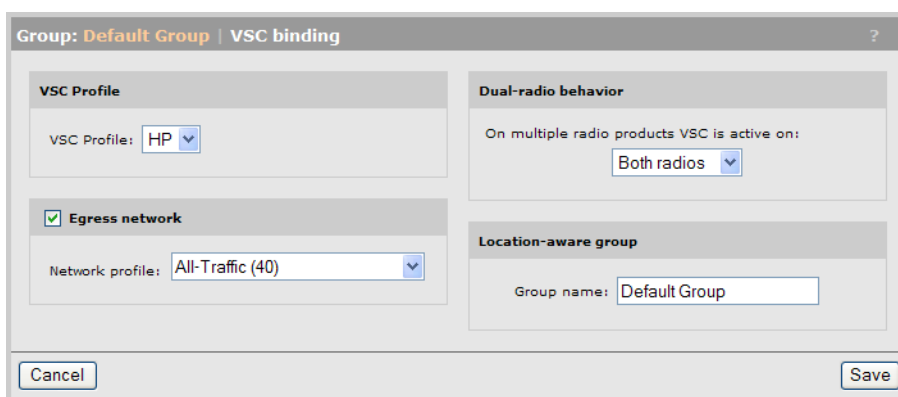 Group: Default Group | VSC binding ?
VSC Profile
VSC Profile: HP
Egress network
Network profile: All-Traffic (40)
Dual-radio behavior
On multiple radio products VSC is active on:
Both radios
Location-aware group
Group name: Default Group
Cancel
Save